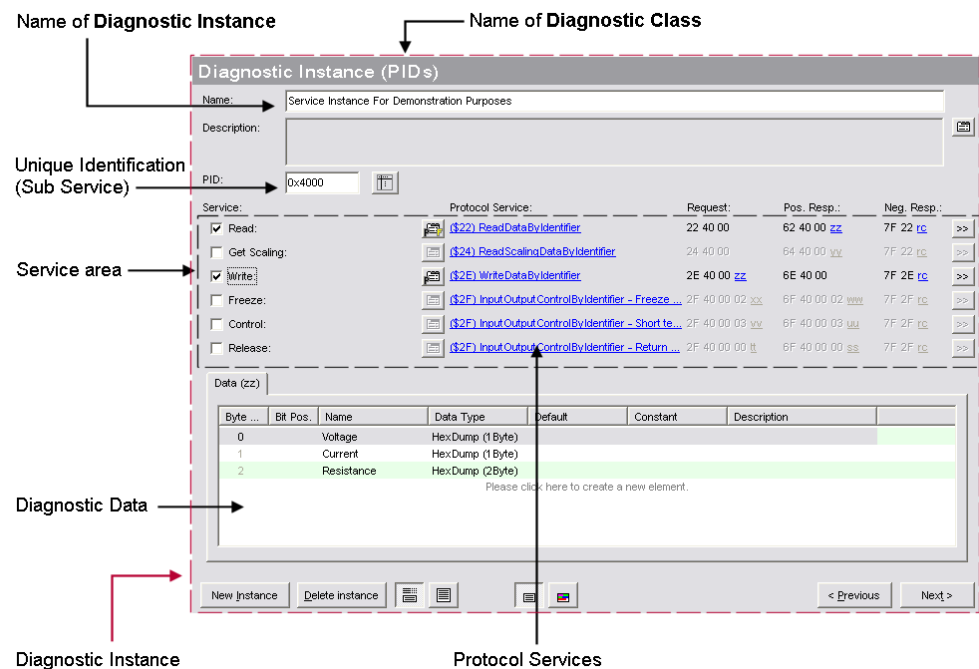 Name of Diagnostic Instance
Name of Diagnostic Class
Diagnostic Instance (PIDs)
Name: Service Instance For Demonstration Purposes
Description:
Unique Identification
(Sub Service)
PID: 0x4000
Service: Protocol Service: Request: Pos. Resp.: Neg. Resp.:
Read: ($22) ReadDataByIdentifier 22 40 00 62 40 00 zz 7F 22 rc >>
Get Scaling: ($24) ReadScalingDataByIdentifier 24 40 00 64 40 00 yy 7F 22 rc >>
Service area
Write: ($2E) WriteDataByIdentifier 2E 40 00 zz 6E 40 00 7F 2E rc >>
Freeze: ($2F) InputOutputControlByIdentifier - Freeze ... 2F 40 00 02 xx 6F 40 00 02 ww 7F 2F rc >>
Control: ($2F) InputOutputControlByIdentifier - Short te... 2F 40 00 03 vv 6F 40 00 03 uu 7F 2F rc >>
Release: ($2F) InputOutputControlByIdentifier - Return ... 2F 40 00 00 tt 6F 40 00 00 ss 7F 2F rc >>
Data (zz)
Byte ... Bit Pos. Name Data Type Default Constant Description
0 Voltage HexDump (1Byte)
1 Current HexDump (1Byte)
2 Resistance HexDump (2Byte)
Please click here to create a new element.
Diagnostic Data
New Instance Delete instance < Previous Next >
Diagnostic Instance
Protocol Services